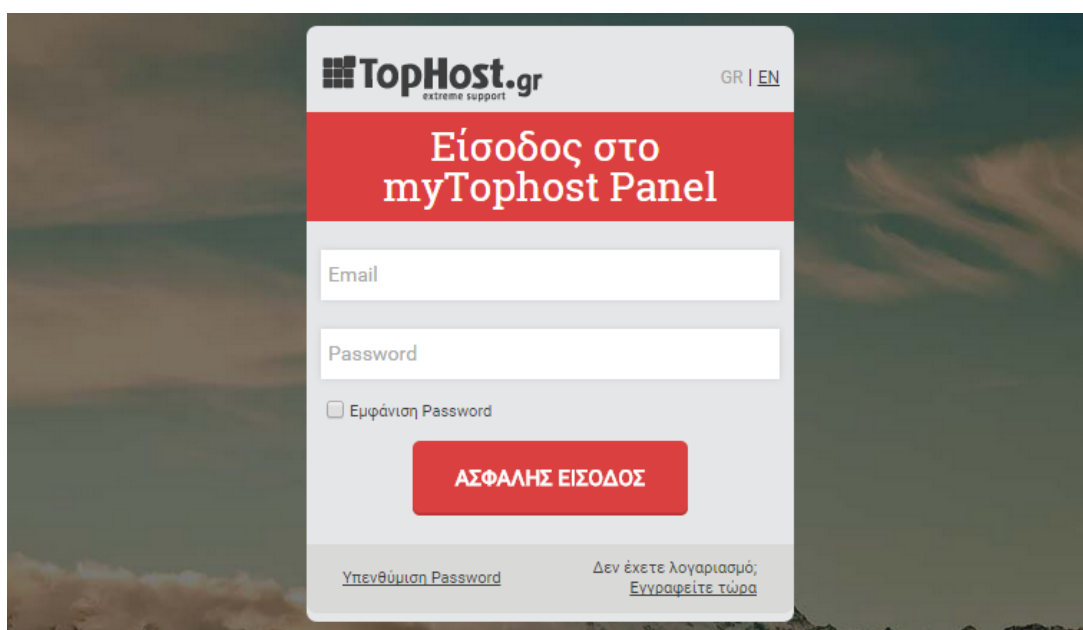 TopHost.gr
extreme support
GR | EN
Είσοδος στο
myTophost Panel
Email
Password
Εμφάνιση Password
ΑΣΦΑΛΗΣ ΕΙΣΟΔΟΣ
Υπενθύμιση Password
Δεν έχετε λογαριασμό;
Εγγραφείτε τώρα